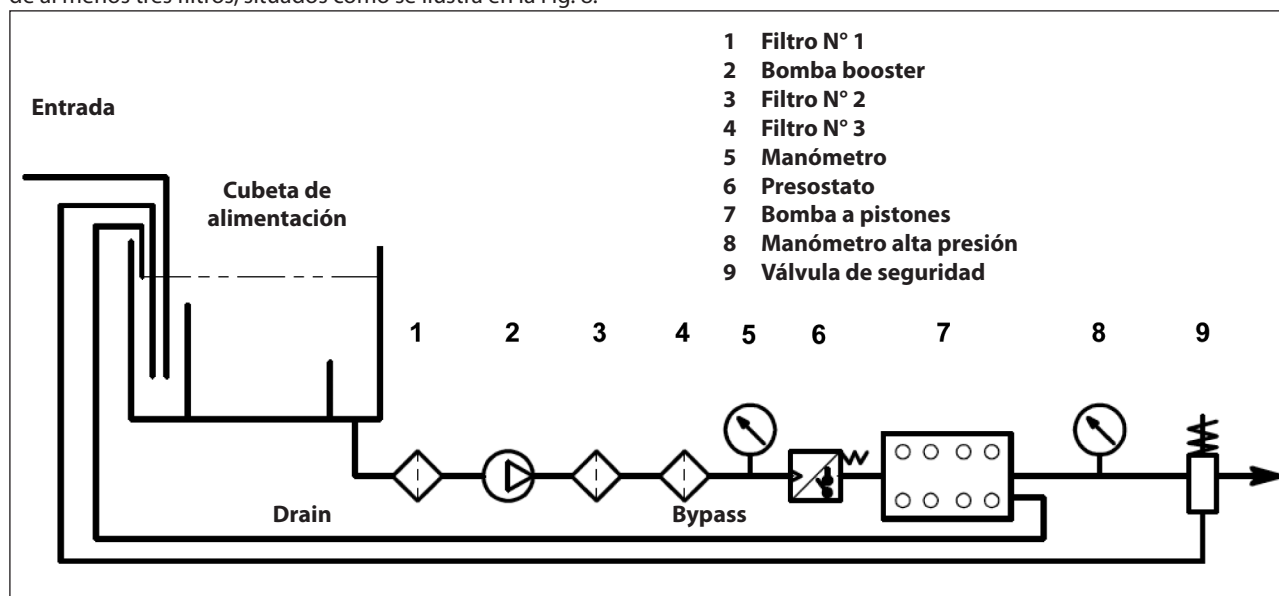 de al menos tres filtros, situados como se ilustra en la Fig. 8.
1 Filtro N° 1
2 Bomba booster
3 Filtro N° 2
4 Filtro N° 3
5 Manómetro
6 Presostato
7 Bomba a pistones
8 Manómetro alta presión
9 Válvula de seguridad
Entrada
Cubeta de
alimentación
1 2 3 4 5 6 7 8 9
Drain
Bypass